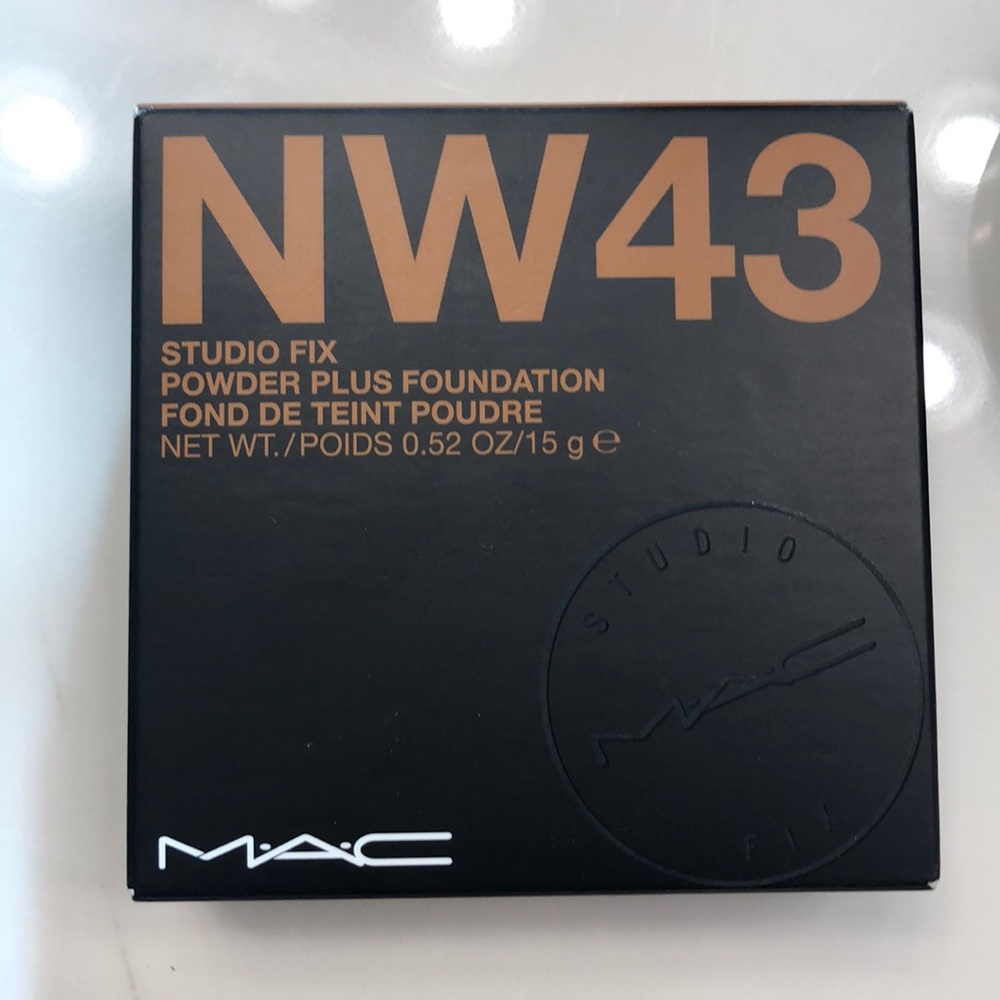 NW43
STUDIO FIX
POWDER PLUS FOUNDATION
FOND DE TEINT POUDRE
NET WT./POIDS 0.52 OZ/15 g ℮
STUDIO
MAC
FIX
M·A·C